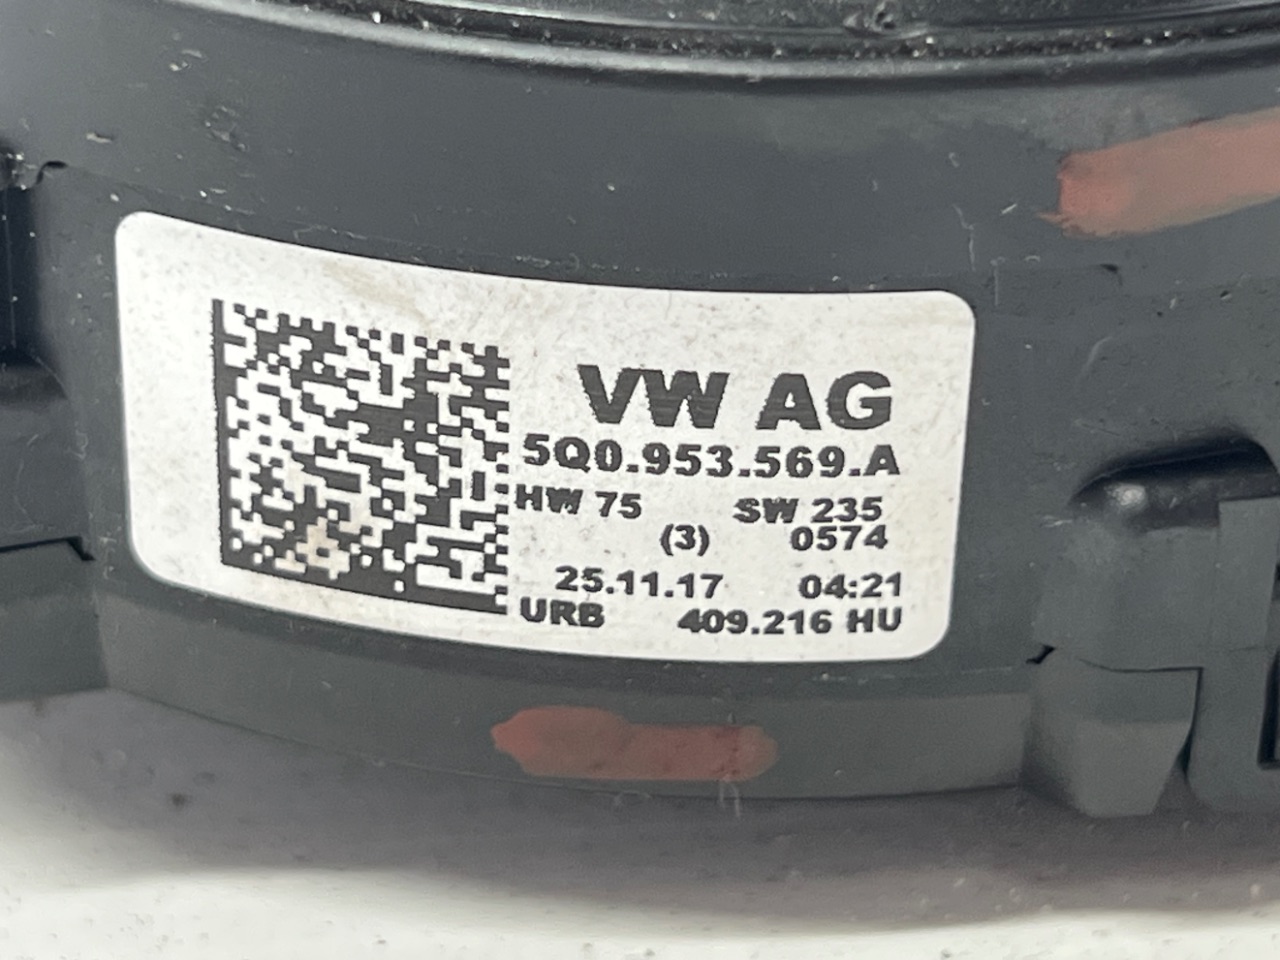 VW AG
5Q0.953.569.A
HW 75 SW 235
(3) 0574
25.11.17 04:21
URB 409.216 HU